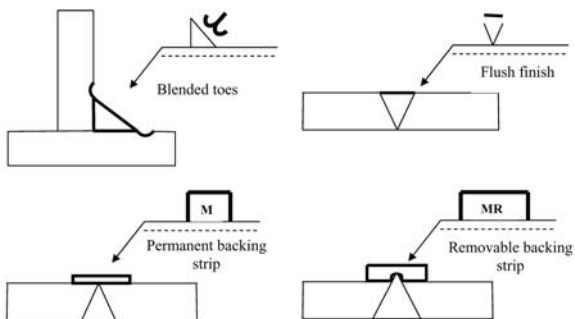 Blended toes
Flush finish
M
Permanent backing
strip
MR
Removable backing
strip